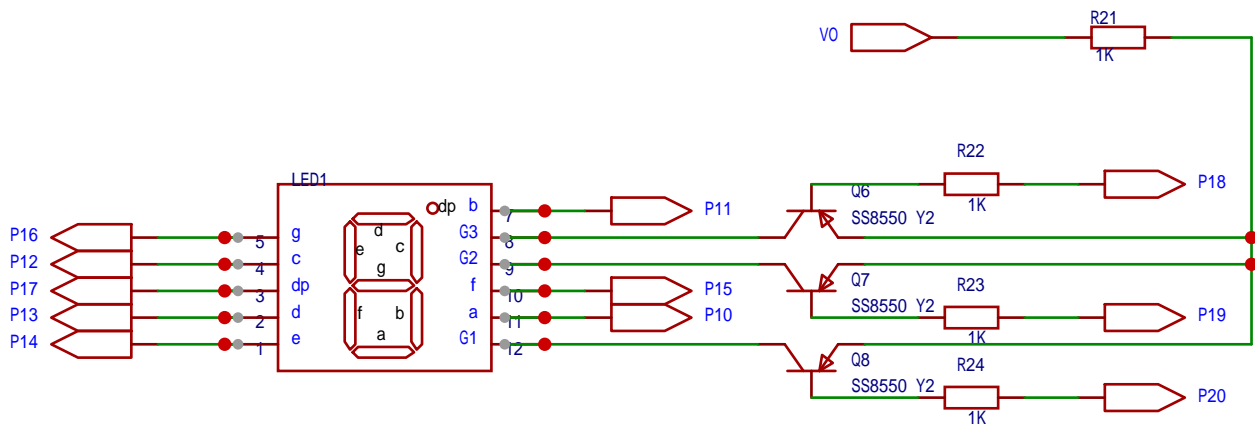 R21
VO
1K
R22
LED1
P18
Q6
1K
dp
b
7
P11
SS8550 Y2
P16
5
g
d
G3
8
e
c
P12
4
c
G2
9
g
Q7
R23
P17
3
dp
f
10
P15
SS8550 Y2
P13
2
d
f
b
a
11
P10
P19
a
1K
P14
1
e
G1
12
Q8
R24
SS8550 Y2
P20
1K